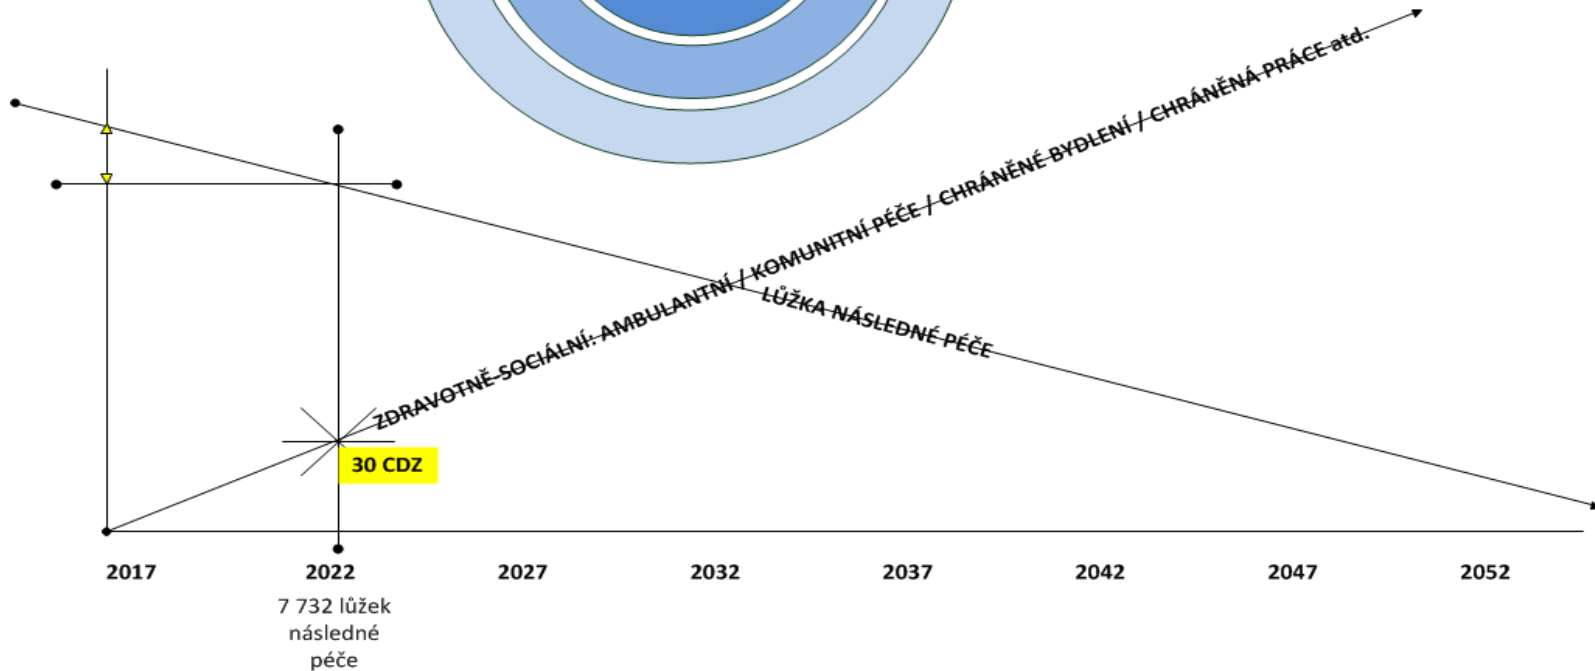 ZDRAVOTNĚ-SOCIÁLNÍ: AMBULANTNÍ / KOMUNITNÍ PÉČE / CHRÁNĚNÉ BYDLENÍ / CHRÁNĚNÁ PRÁCE atd.
LŮŽKA NÁSLEDNÉ PÉČE
30 CDZ
2017 2022 2027 2032 2037 2042 2047 2052
7 732 lůžek
následné
péče